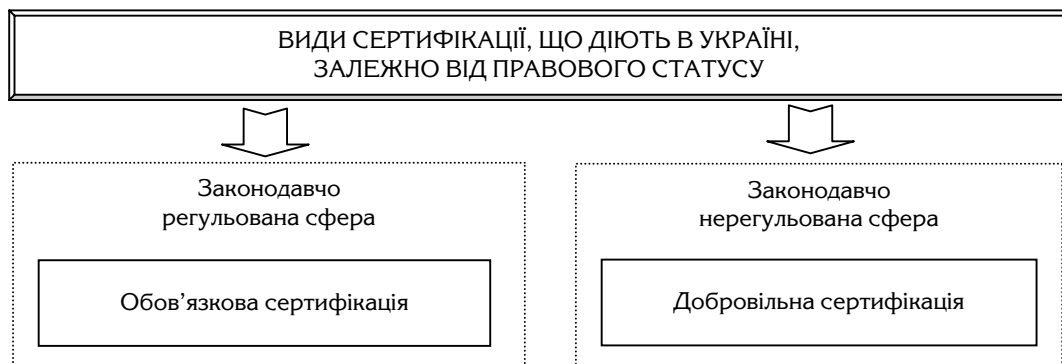 ВИДИ СЕРТИФІКАЦІЇ, ЩО ДІЮТЬ В УКРАЇНІ,
ЗАЛЕЖНО ВІД ПРАВОВОГО СТАТУСУ
Законодавчо
регульована сфера
Обов’язкова сертифікація
Законодавчо
нерегульована сфера
Добровільна сертифікація